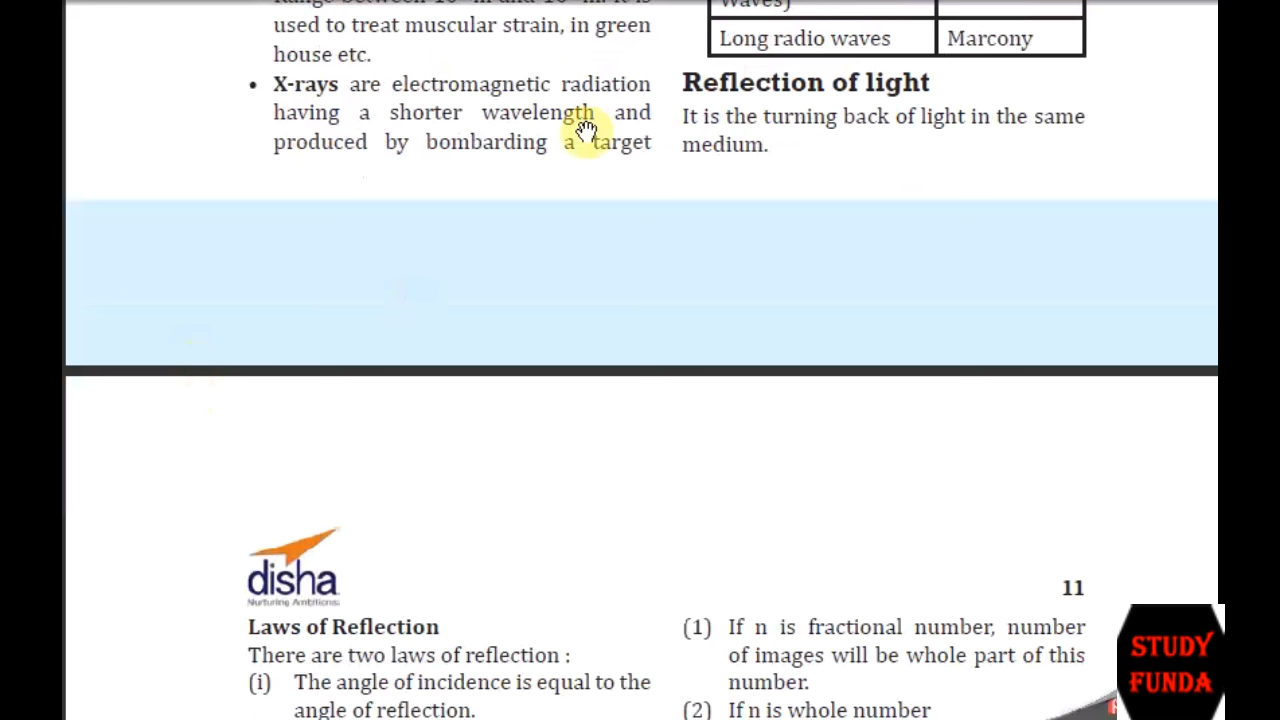 used to treat muscular strain, in green
house etc.
• X-rays are electromagnetic radiation
having a shorter wavelength and
produced by bombarding a target
Waves)
Long radio waves Marcony
Reflection of light
It is the turning back of light in the same
medium.
disha
Nurturing Ambitions
11
Laws of Reflection
There are two laws of reflection :
(i) The angle of incidence is equal to the
angle of reflection.
(1) If n is fractional number, number
of images will be whole part of this
number.
(2) If n is whole number
STUDY
FUNDA